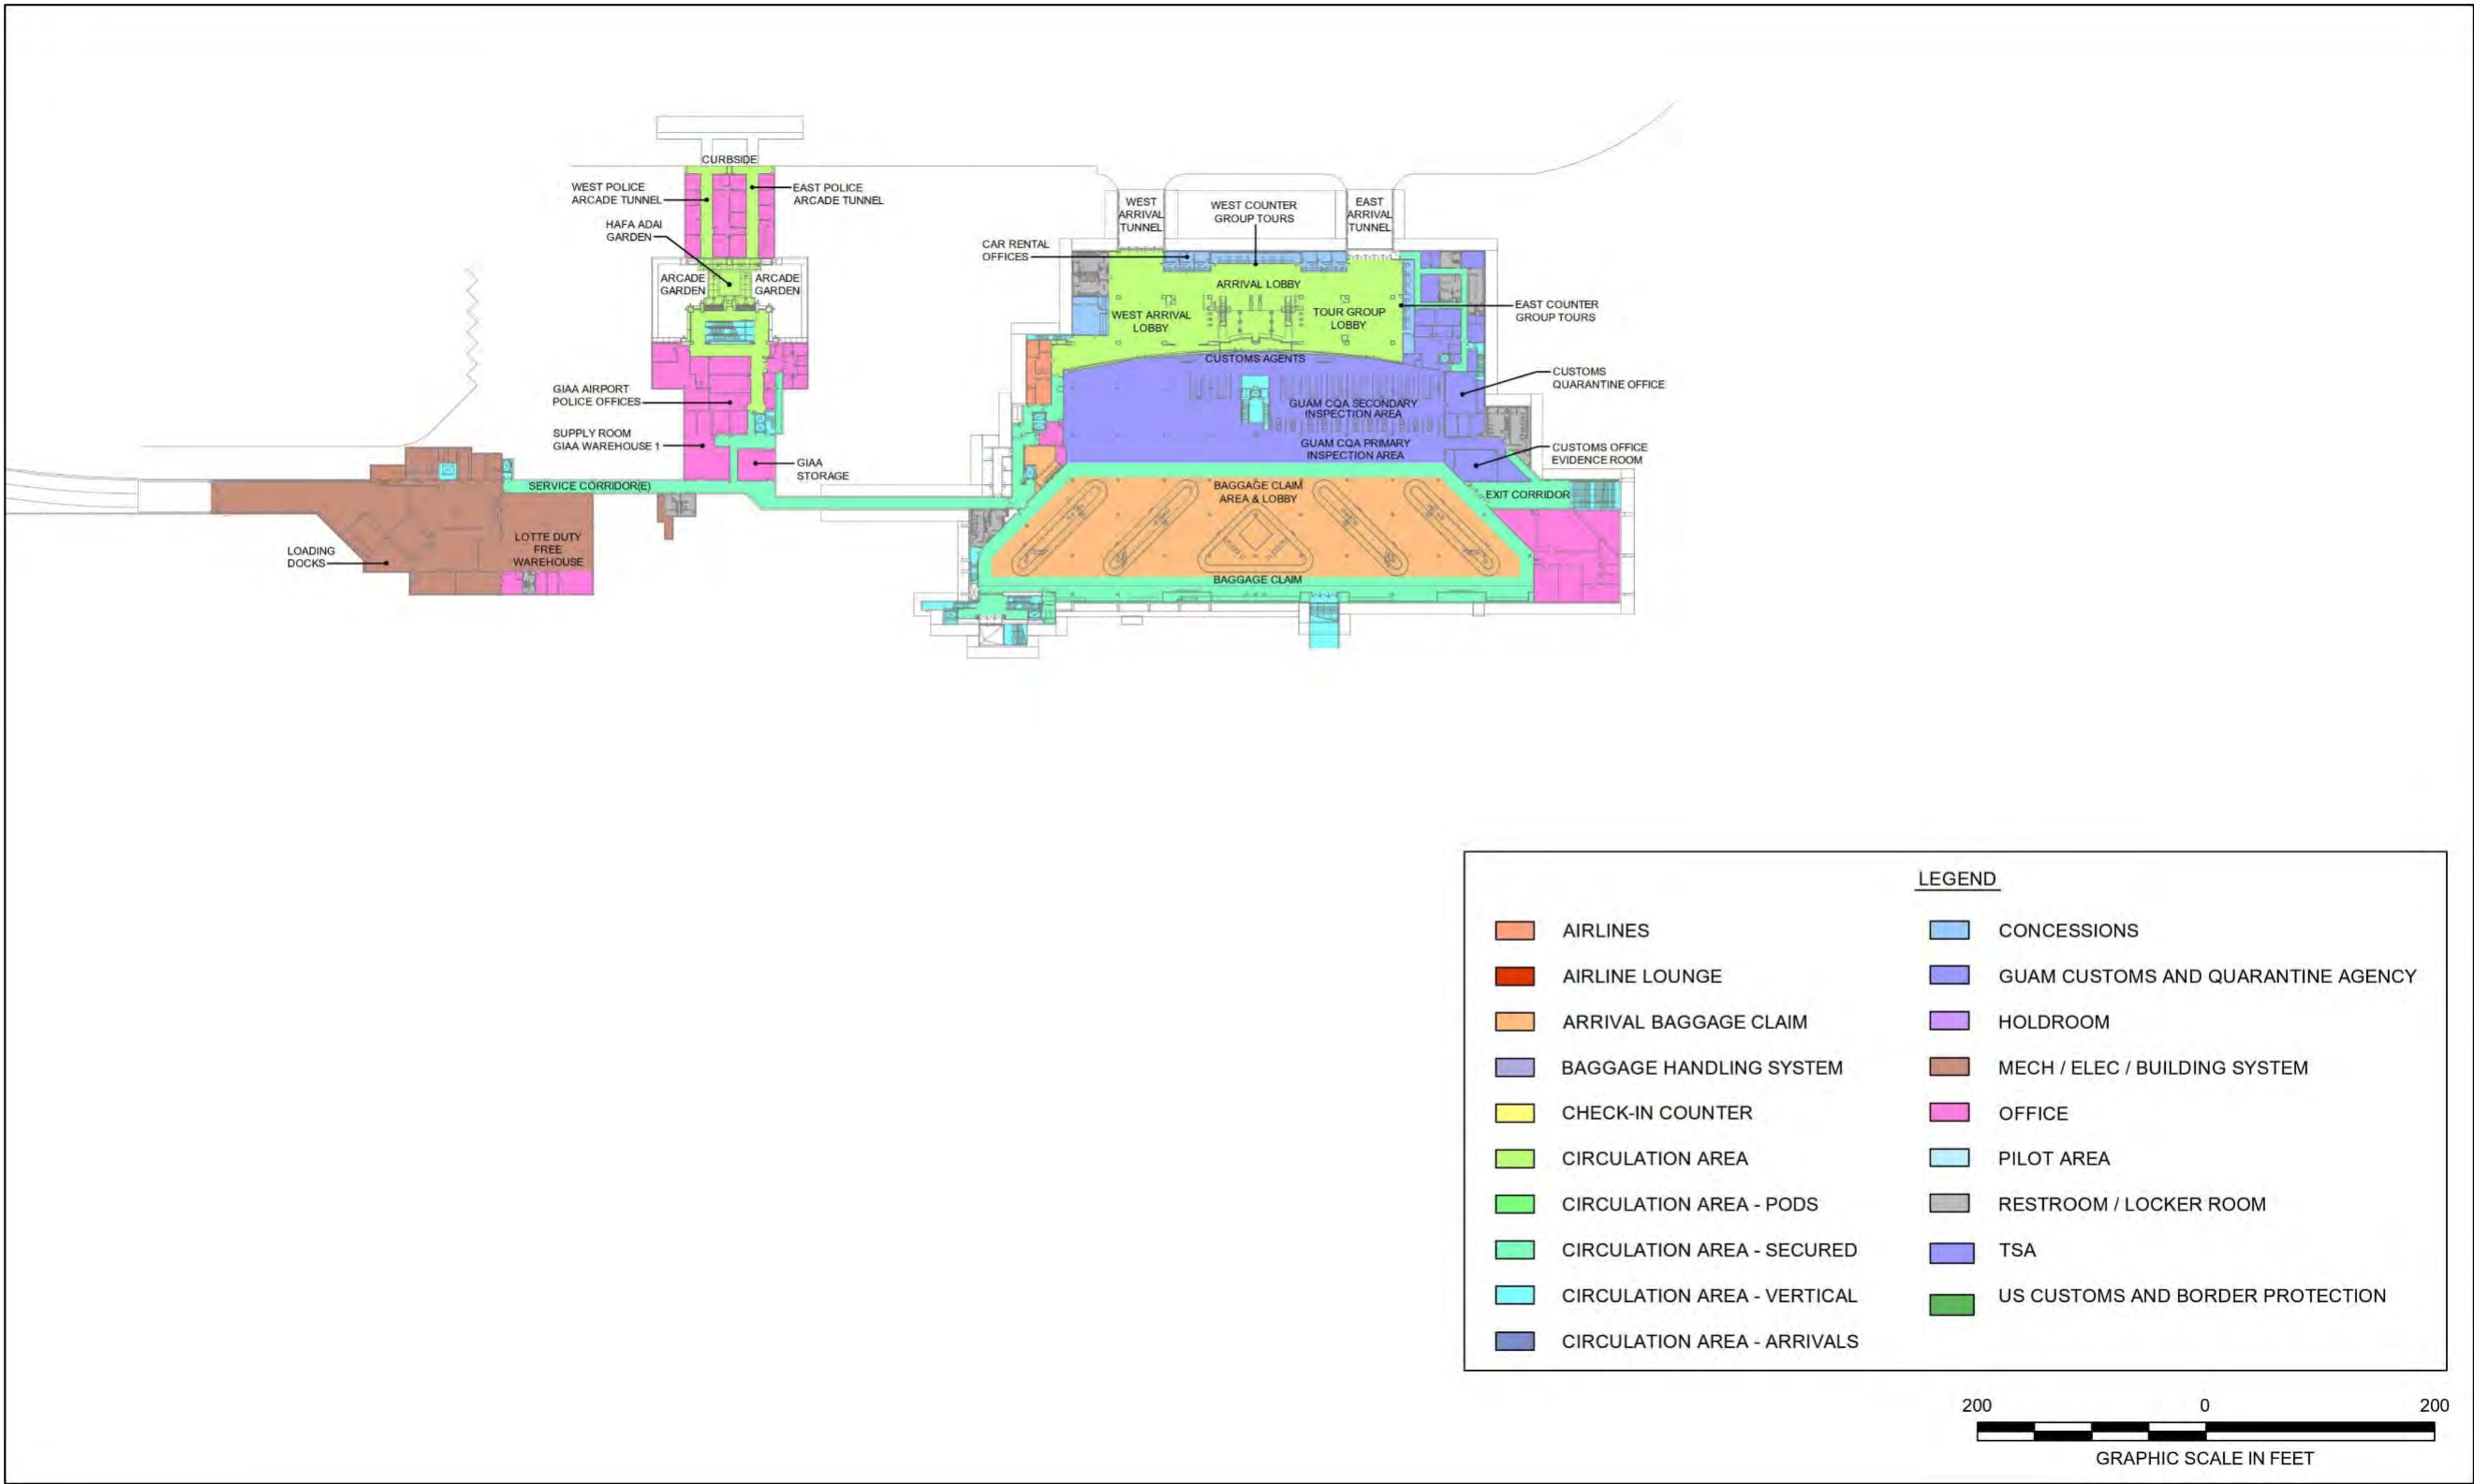 CURBSIDE
WEST POLICE
ARCADE TUNNEL
EAST POLICE
ARCADE TUNNEL
HAFA ADAI
GARDEN
ARCADE
GARDEN
ARCADE
GARDEN
GIAA AIRPORT
POLICE OFFICES
SUPPLY ROOM
GIAA WAREHOUSE 1
GIAA
STORAGE
SERVICE CORRIDOR(E)
LOTTE DUTY
FREE
WAREHOUSE
LOADING
DOCKS
WEST
ARRIVAL
TUNNEL
WEST COUNTER
GROUP TOURS
EAST
ARRIVAL
TUNNEL
CAR RENTAL
OFFICES
ARRIVAL LOBBY
WEST ARRIVAL
LOBBY
TOUR GROUP
LOBBY
EAST COUNTER
GROUP TOURS
CUSTOMS AGENTS
CUSTOMS
QUARANTINE OFFICE
GUAM CQA SECONDARY
INSPECTION AREA
GUAM CQA PRIMARY
INSPECTION AREA
CUSTOMS OFFICE
EVIDENCE ROOM
BAGGAGE CLAIM
AREA & LOBBY
EXIT CORRIDOR
BAGGAGE CLAIM
LEGEND
AIRLINES
AIRLINE LOUNGE
ARRIVAL BAGGAGE CLAIM
BAGGAGE HANDLING SYSTEM
CHECK-IN COUNTER
CIRCULATION AREA
CIRCULATION AREA - PODS
CIRCULATION AREA - SECURED
CIRCULATION AREA - VERTICAL
CIRCULATION AREA - ARRIVALS
CONCESSIONS
GUAM CUSTOMS AND QUARANTINE AGENCY
HOLDROOM
MECH / ELEC / BUILDING SYSTEM
OFFICE
PILOT AREA
RESTROOM / LOCKER ROOM
TSA
US CUSTOMS AND BORDER PROTECTION
200 0 200
GRAPHIC SCALE IN FEET